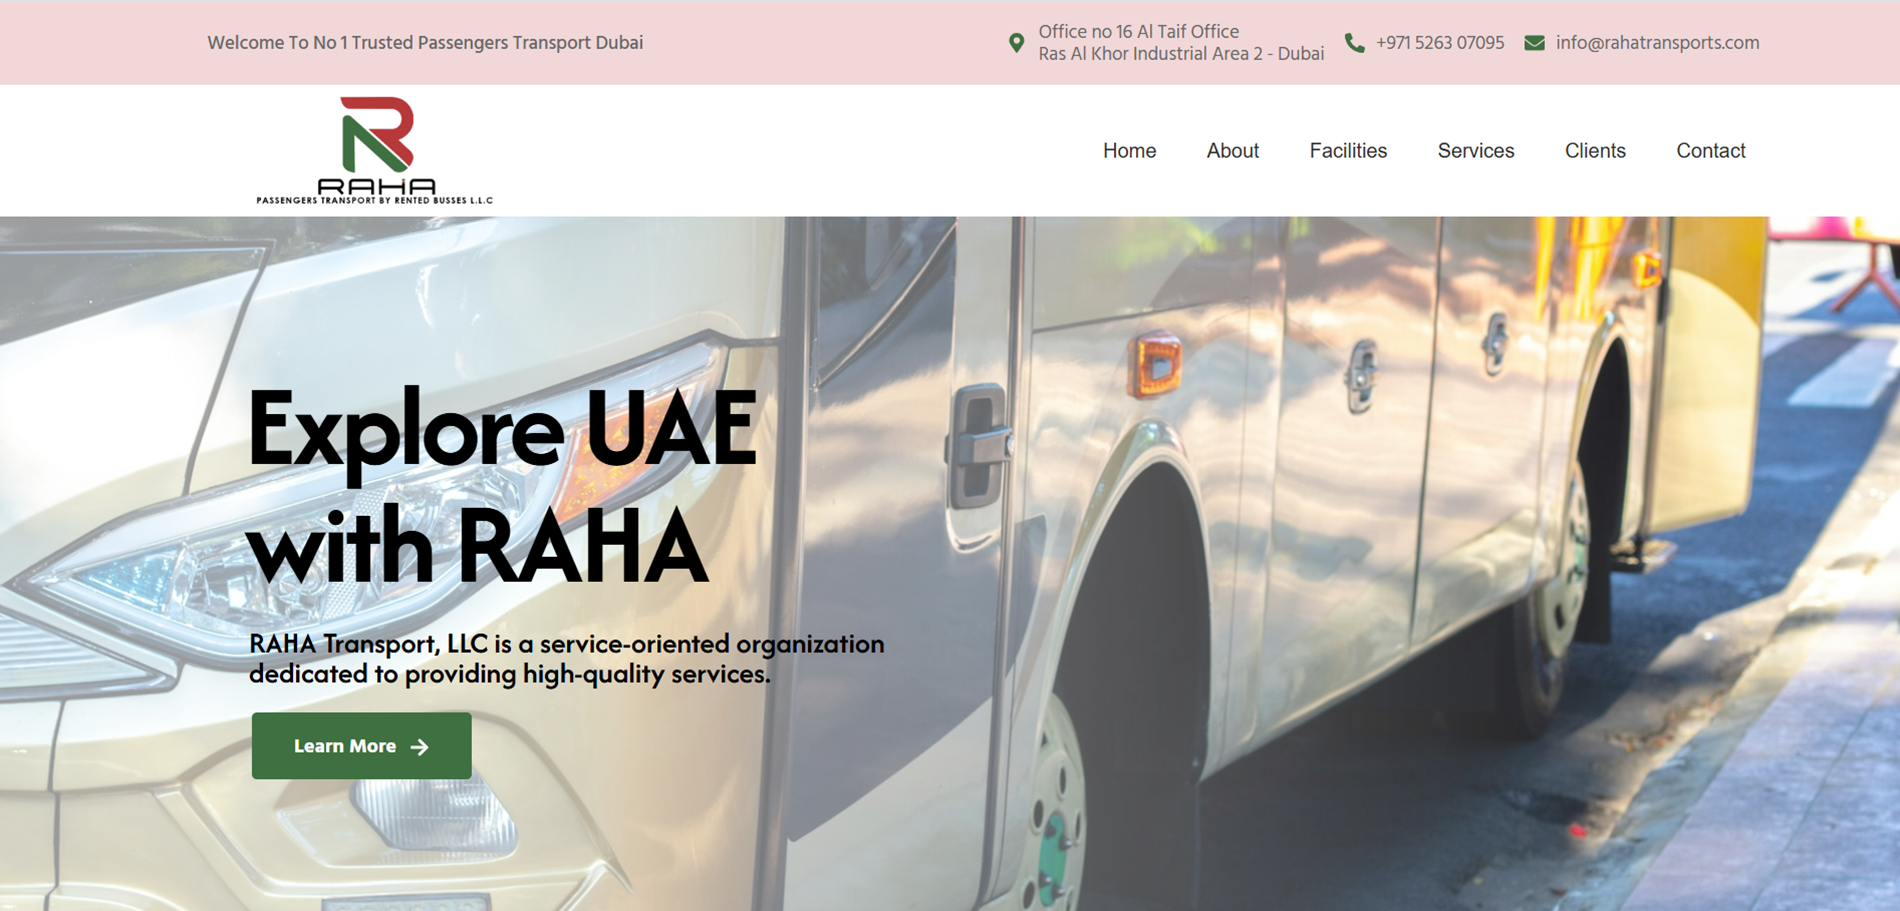 Welcome To No 1 Trusted Passengers Transport Dubai
Office no 16 Al Taif Office
Ras Al Khor Industrial Area 2 - Dubai
+971 5263 07095
info@rahatransports.com
RAHA
PASSENGERS TRANSPORT BY RENTED BUSSES L.L.C
Home
About
Facilities
Services
Clients
Contact
Explore UAE
with RAHA
RAHA Transport, LLC is a service-oriented organization
dedicated to providing high-quality services.
Learn More